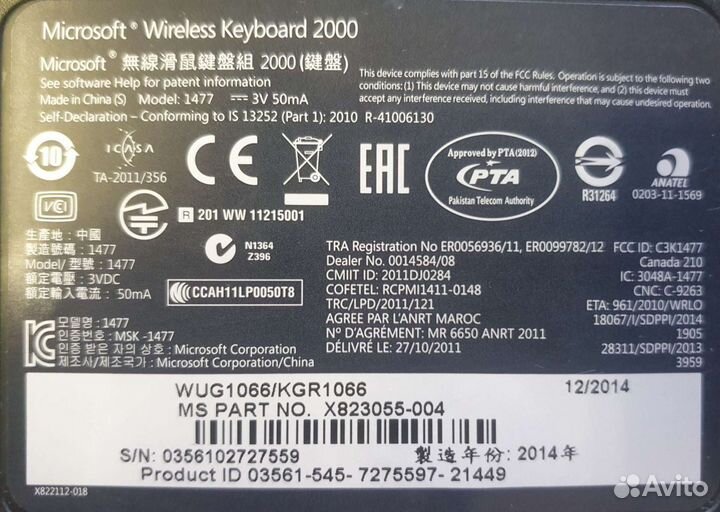 Microsoft® Wireless Keyboard 2000
Microsoft® 無線滑鼠鍵盤組 2000 (鍵盤)
See software Help for patent information
Made in China (S) Model: 1477 ⎓ 3V 50mA
Self-Declaration – Conforming to IS 13252 (Part 1): 2010 R-41006130
This device complies with part 15 of the FCC Rules. Operation is subject to the following two
conditions: (1) This device may not cause harmful interference, and (2) this device must
accept any interference received, including interference that may cause undesired operation.
10
ICASA
TA-2011/356
CE
EAC
Approved by PTA (2012)
PTA
Pakistan Telecom Authority
R31264
ANATEL
0203-11-1569
VCI
R 201 WW 11215001
生產地：中國
製造號碼：1477
Model/型號：1477
額定電壓：3VDC
額定輸入電流：50mA
N1364
Z396
CCAH11LP0050T8
TRA Registration No ER0056936/11, ER0099782/12
Dealer No. 0014584/08
CMIIT ID: 2011DJ0284
COFETEL: RCPMI1411-0148
TRC/LPD/2011/121
AGREE PAR L'ANRT MAROC
N° D'AGRÉMENT: MR 6650 ANRT 2011
DÉLIVRÉ LE: 27/10/2011
FCC ID: C3K1477
Canada 210
IC: 3048A-1477
CNC: C-9263
ETA: 961/2010/WRLO
18067/I/SDPPI/2014
-1905
28311/SDPPI/2013
3959
모델명: 1477
인증번호: MSK-1477
인증 받은 자의 상호: Microsoft Corporation
제조사/제조국가: Microsoft Corporation/China
WUG1066/KGR1066
12/2014
MS PART NO. X823055-004
S/N: 0356102727559
製造年份: 2014年
Product ID 03561-545- 7275597- 21449
X822112-018
Avito